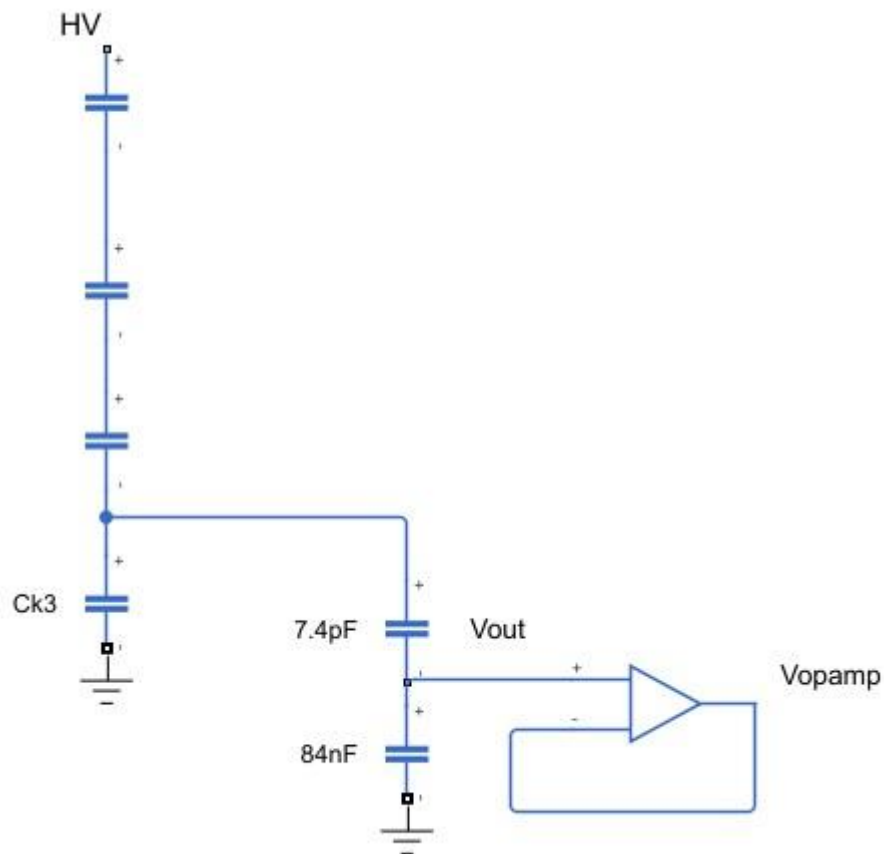 HV
+
-
+
-
+
-
+
Ck3
-
+
7.4pF
Vout
-
+
-
Vopamp
+
84nF
-